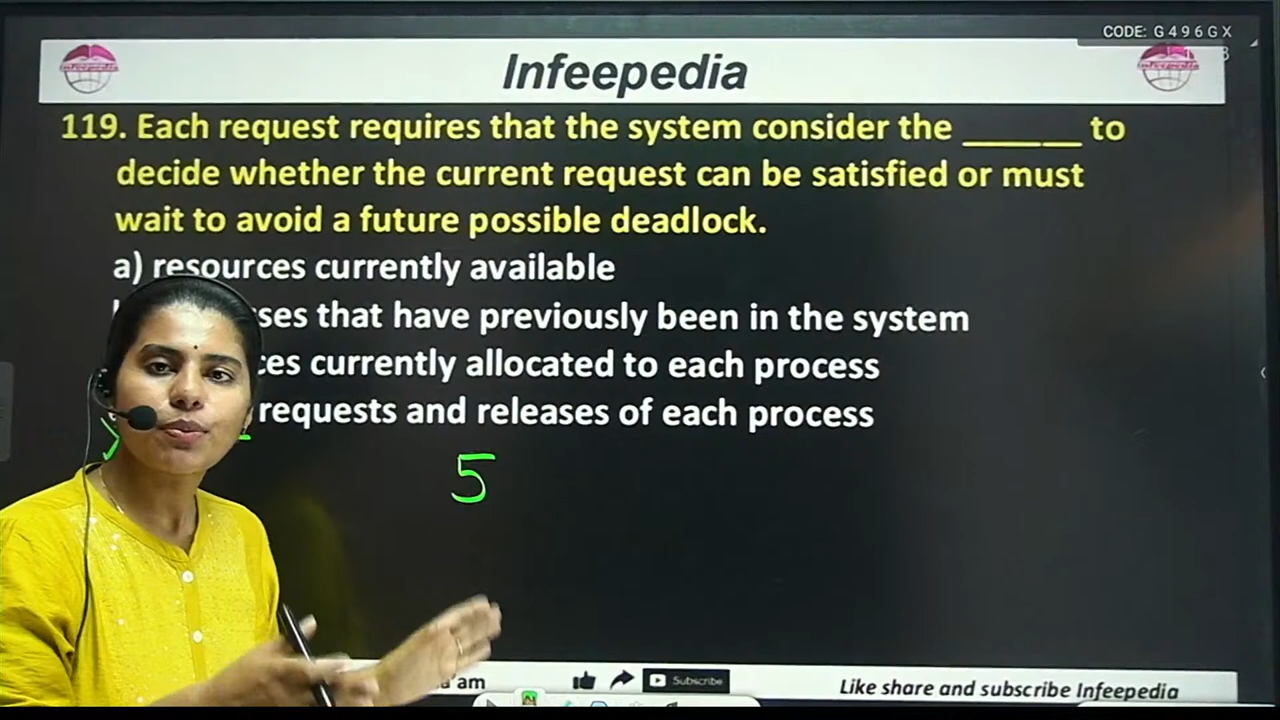 CODE: G 4 9 6 G X
Infeepedia
119. Each request requires that the system consider the ______ to
decide whether the current request can be satisfied or must
wait to avoid a future possible deadlock.
a) resources currently available
that have previously been in the system
currently allocated to each process
requests and releases of each process
5
Subscribe
Like share and subscribe Infeepedia